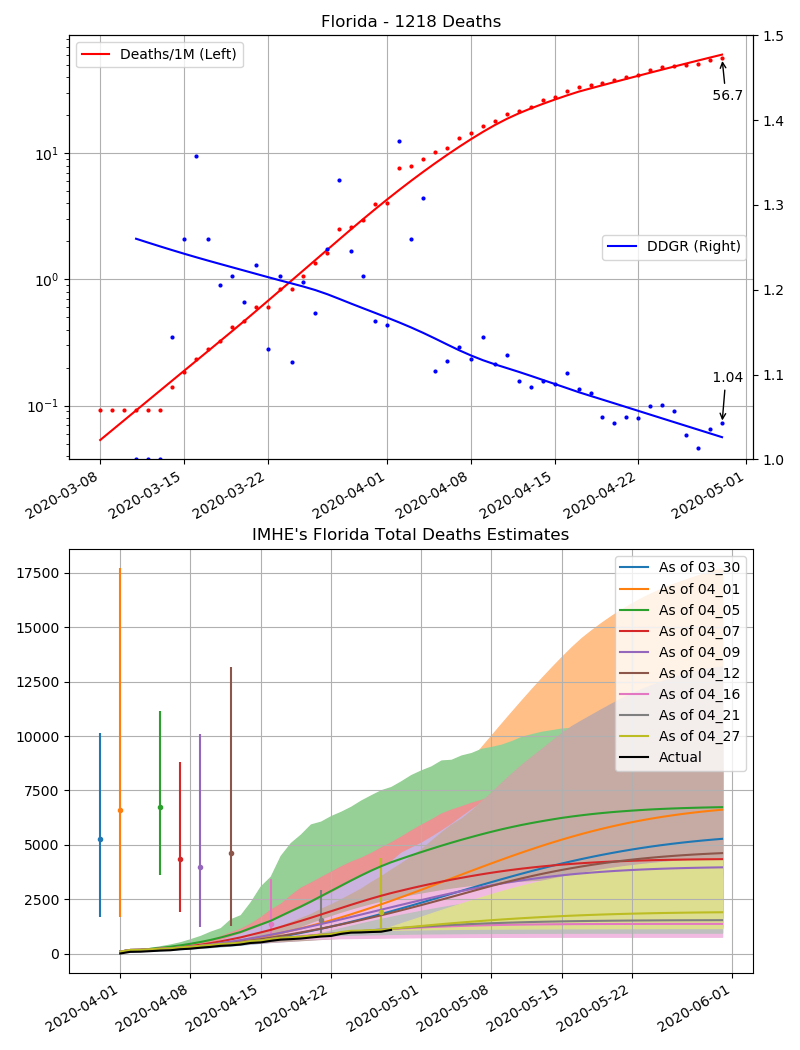 Florida - 1218 Deaths
Deaths/1M (Left)
DDGR (Right)
56.7
1.04
10¹
10⁰
10⁻¹
1.5
1.4
1.3
1.2
1.1
1.0
2020-03-08
2020-03-15
2020-03-22
2020-04-01
2020-04-08
2020-04-15
2020-04-22
2020-05-01
IMHE's Florida Total Deaths Estimates
17500
15000
12500
10000
7500
5000
2500
0
As of 03_30
As of 04_01
As of 04_05
As of 04_07
As of 04_09
As of 04_12
As of 04_16
As of 04_21
As of 04_27
Actual
2020-04-01
2020-04-08
2020-04-15
2020-04-22
2020-05-01
2020-05-08
2020-05-15
2020-05-22
2020-06-01